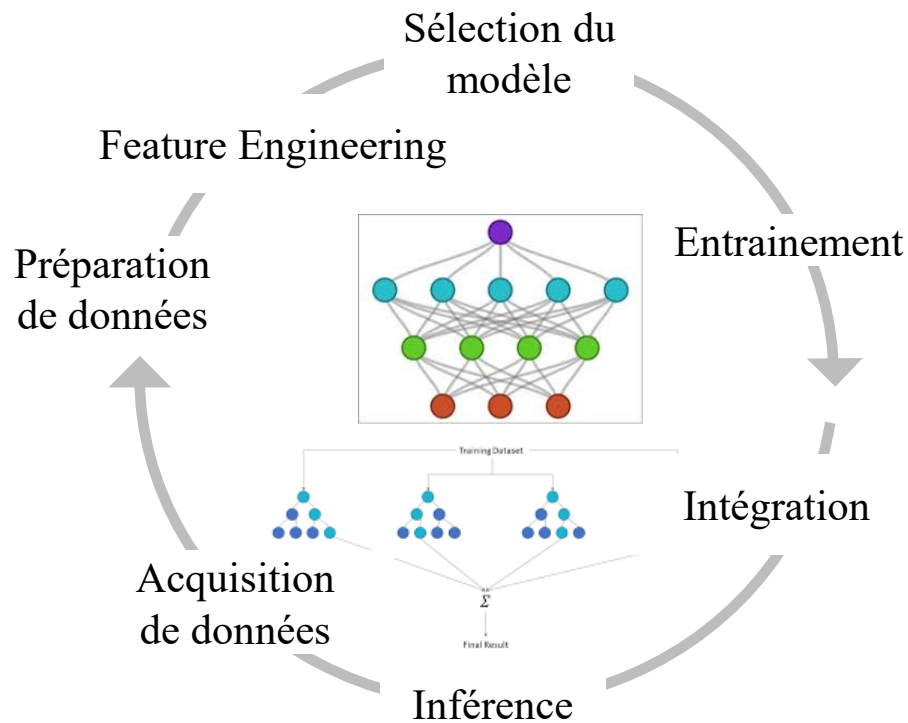 Sélection du
modèle
Feature Engineering
Entrainement
Préparation
de données
Training Dataset
Intégration
Acquisition
de données
Σ
Final Result
Inférence